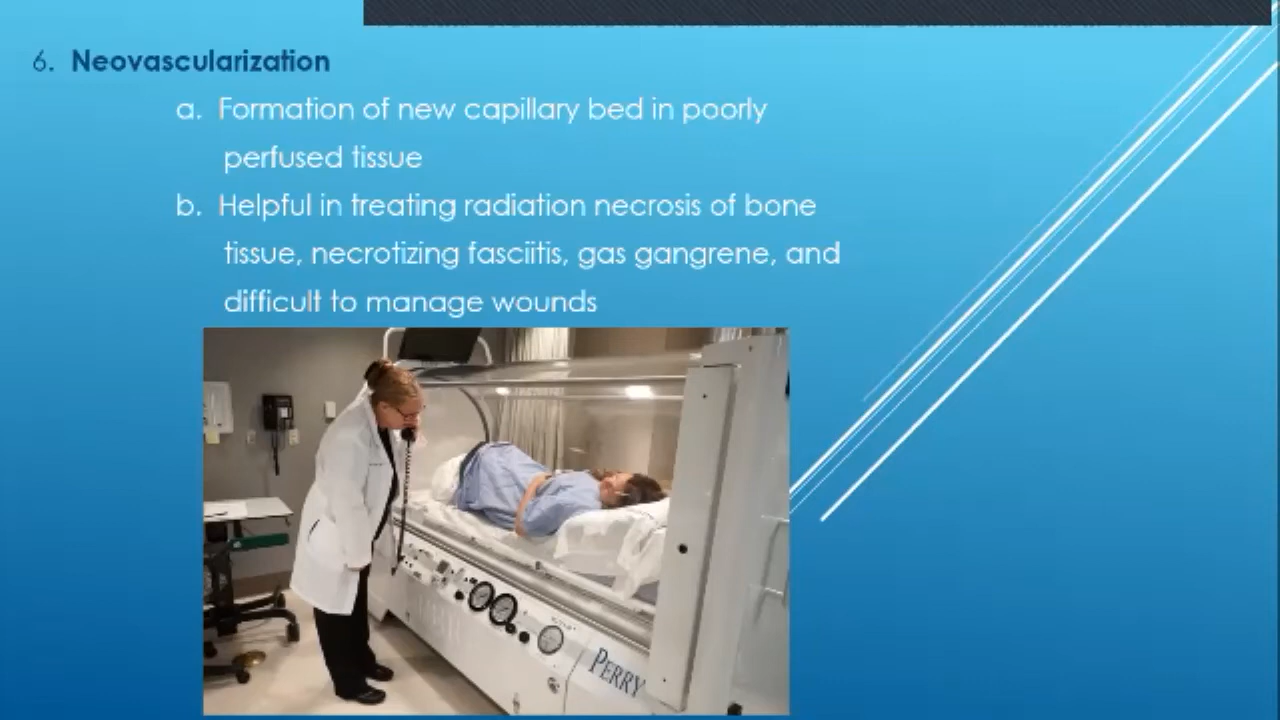 6. Neovascularization
a. Formation of new capillary bed in poorly
perfused tissue
b. Helpful in treating radiation necrosis of bone
tissue, necrotizing fasciitis, gas gangrene, and
difficult to manage wounds
PERRY